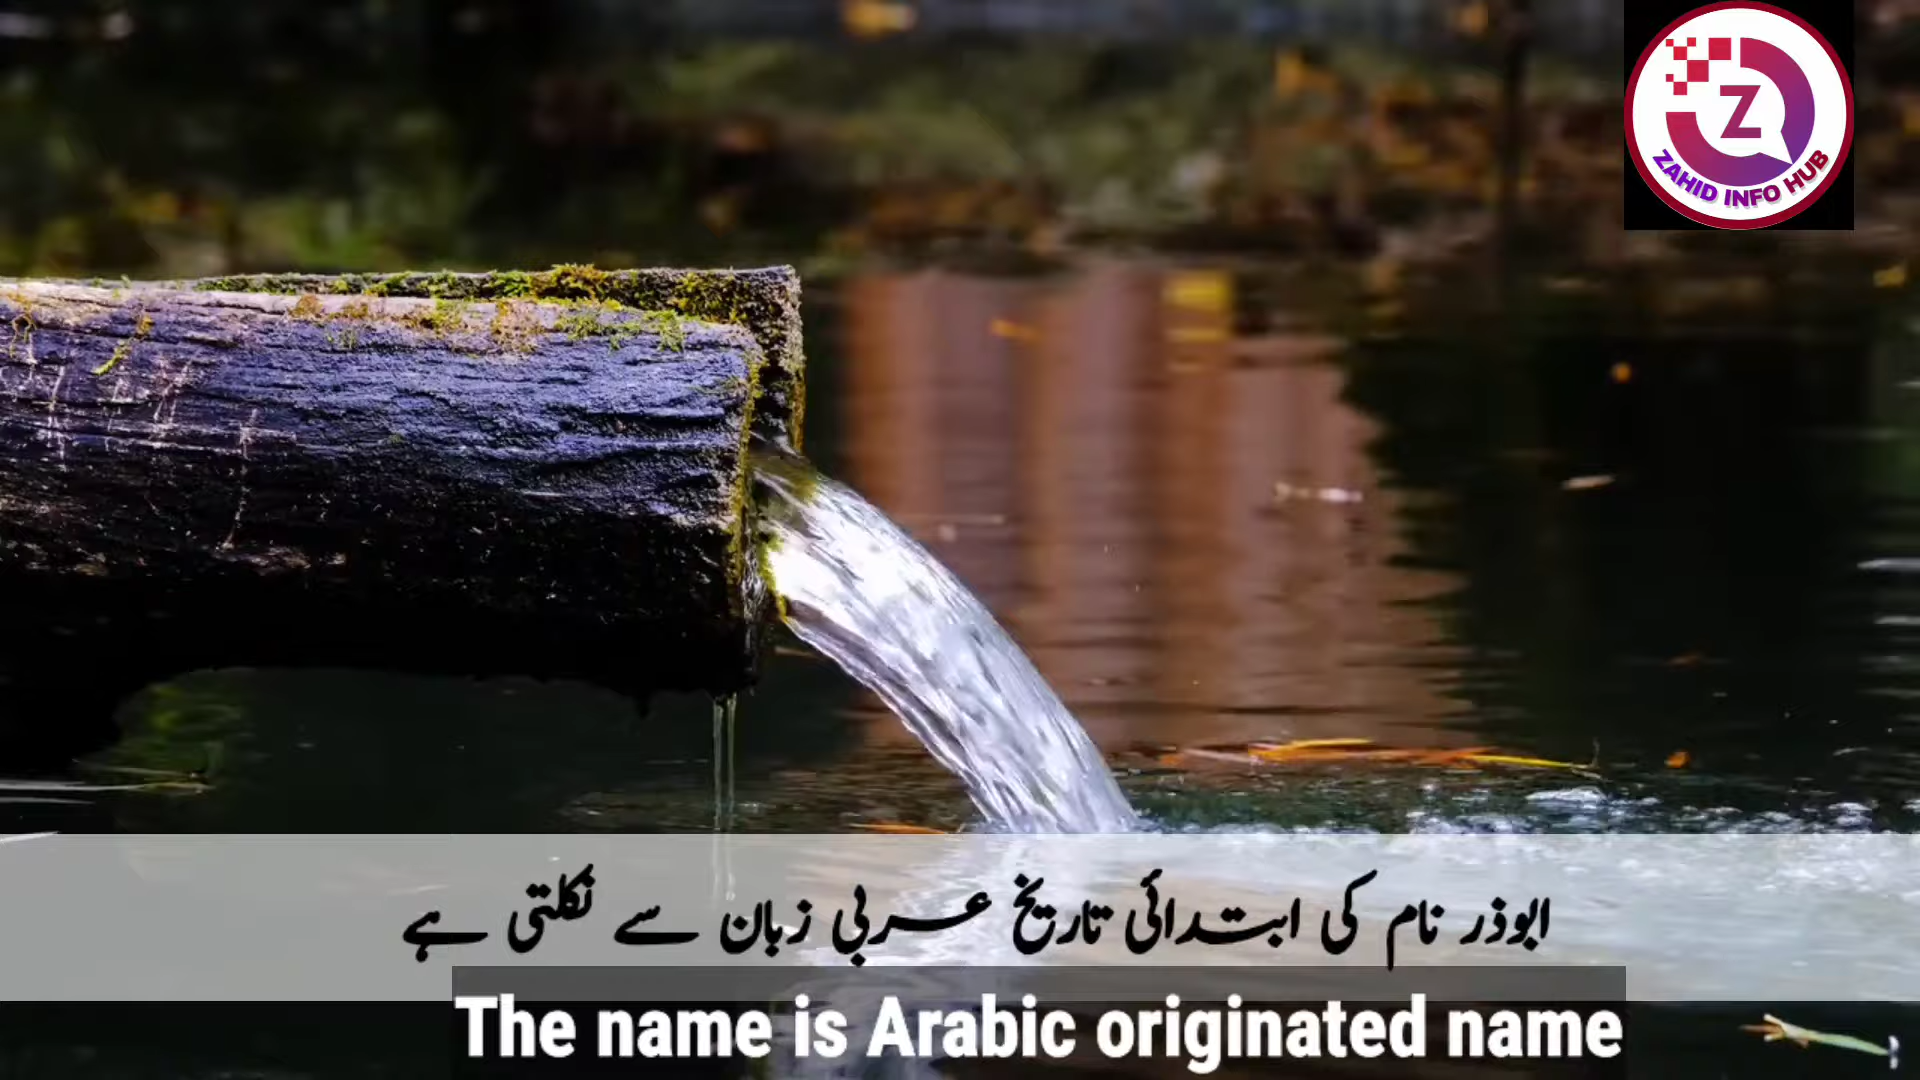 Z
ZAHID INFO HUB
ابوذر نام کی ابتدائی تاریخ عربی زبان سے نکلتی ہے
The name is Arabic originated name